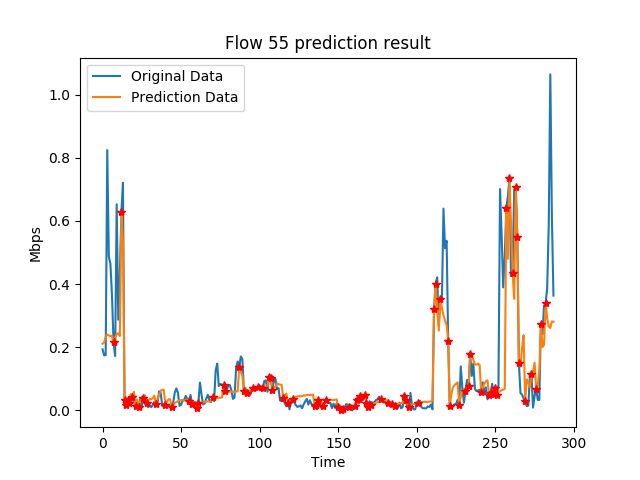 Flow 55 prediction result
Original Data
Prediction Data
1.0
0.8
0.6
0.4
0.2
0.0
Mbps
0 50 100 150 200 250 300
Time